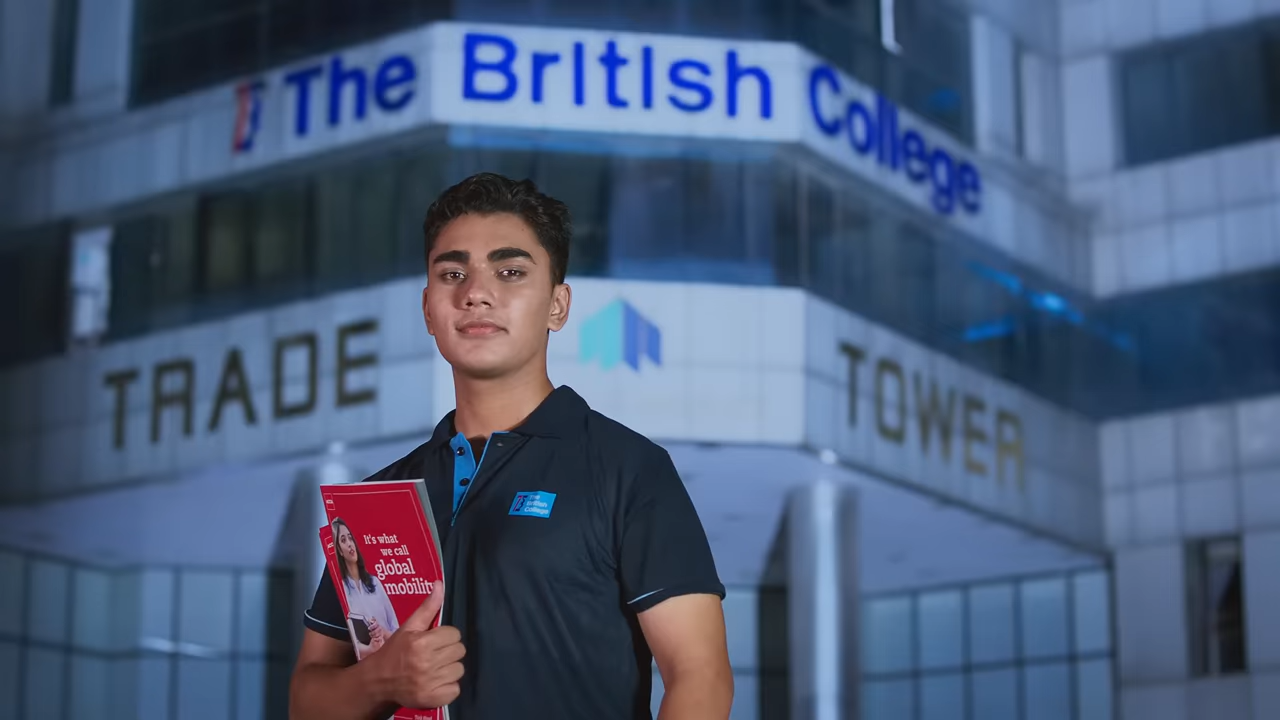 The British College
TRADE TOWER
The
British
College
It's what
we call
global
mobility